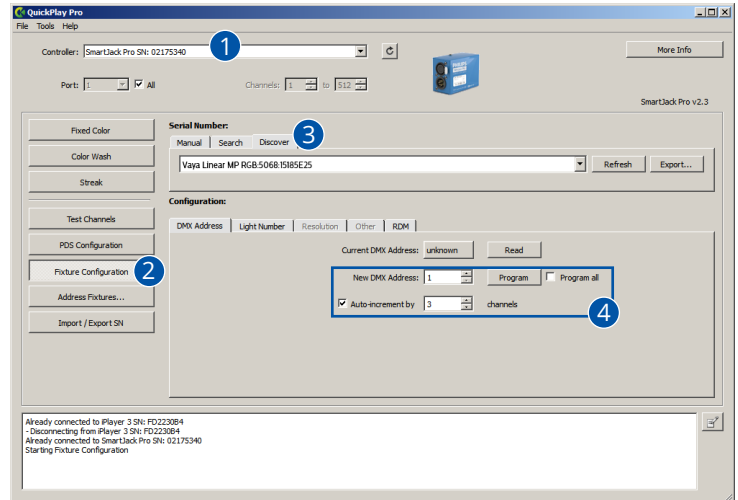 QuickPlay Pro
File Tools Help
Controller: SmartJack Pro SN: 02175340
1
More Info
Port: 1 All Channels: 1 to 512
SmartJack Pro v2.3
Fixed Color
Color Wash
Streak
Test Channels
PDS Configuration
Fixture Configuration
2
Address Fixtures...
Import / Export SN
Serial Number:
3
Manual Search Discover
Vaya Linear MP RGB:5068:15185E25 Refresh Export...
Configuration:
DMX Address Light Number Resolution Other RDM
Current DMX Address: unknown Read
New DMX Address: 1 Program Program all
Auto-increment by 3 channels
4
Already connected to iPlayer 3 SN: FD2230B4
- Disconnecting from iPlayer 3 SN: FD2230B4
Already connected to SmartJack Pro SN: 02175340
Starting Fixture Configuration